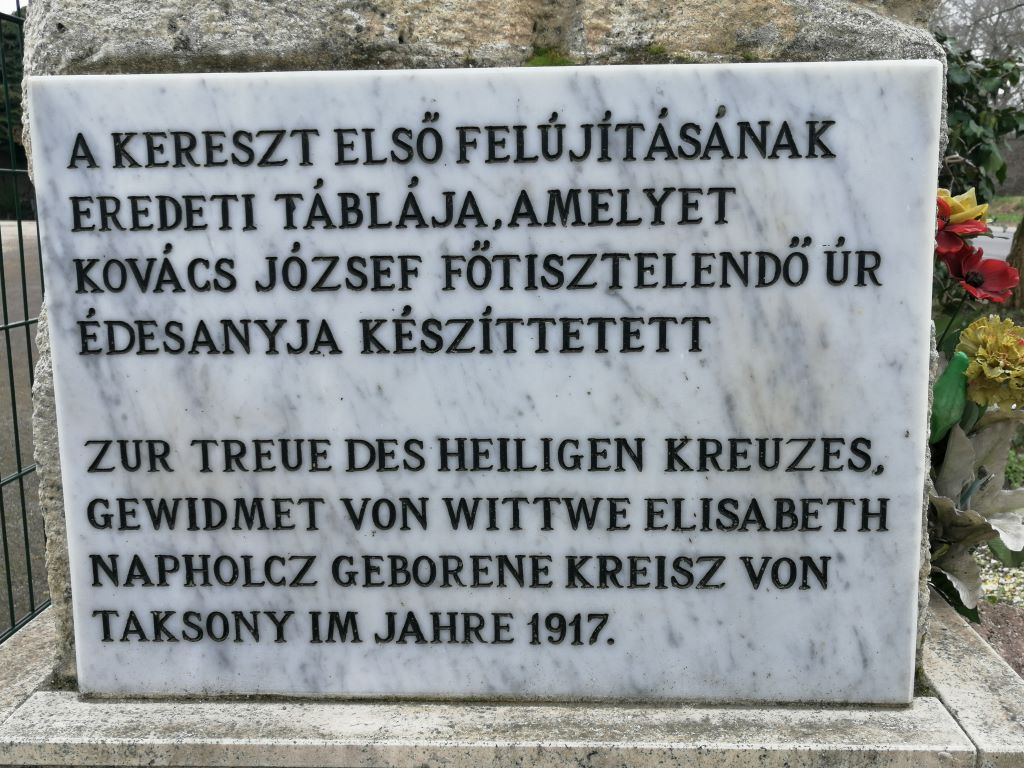 A KERESZT ELSŐ FELÚJÍTÁSÁNAK
EREDETI TÁBLÁJA, AMELYET
KOVÁCS JÓZSEF FŐTISZTELENDŐ ÚR
ÉDESANYJA KÉSZÍTTETETT
ZUR TREUE DES HEILIGEN KREUZES,
GEWIDMET VON WITTWE ELISABETH
NAPHOLCZ GEBORENE KREISZ VON
TAKSONY IM JAHRE 1917.